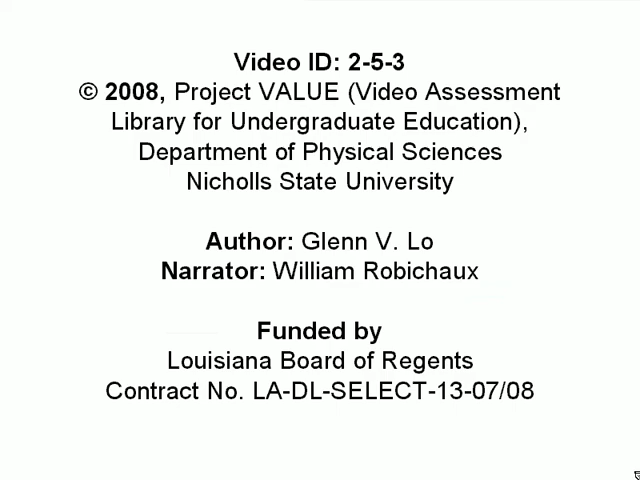 Video ID: 2-5-3
© 2008, Project VALUE (Video Assessment
Library for Undergraduate Education),
Department of Physical Sciences
Nicholls State University
Author: Glenn V. Lo
Narrator: William Robichaux
Funded by
Louisiana Board of Regents
Contract No. LA-DL-SELECT-13-07/08